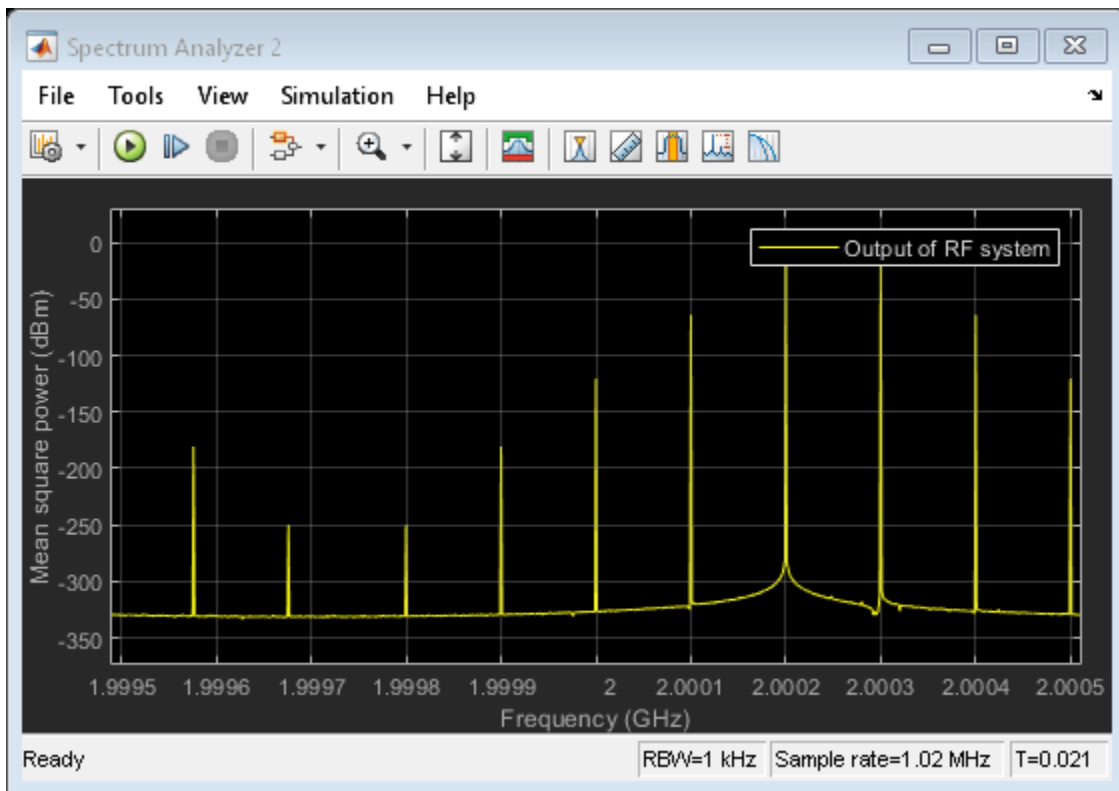 Spectrum Analyzer 2
File Tools View Simulation Help
Output of RF system
Mean square power (dBm)
0
-50
-100
-150
-200
-250
-300
-350
1.9995 1.9996 1.9997 1.9998 1.9999 2 2.0001 2.0002 2.0003 2.0004 2.0005
Frequency (GHz)
Ready RBW=1 kHz Sample rate=1.02 MHz T=0.021